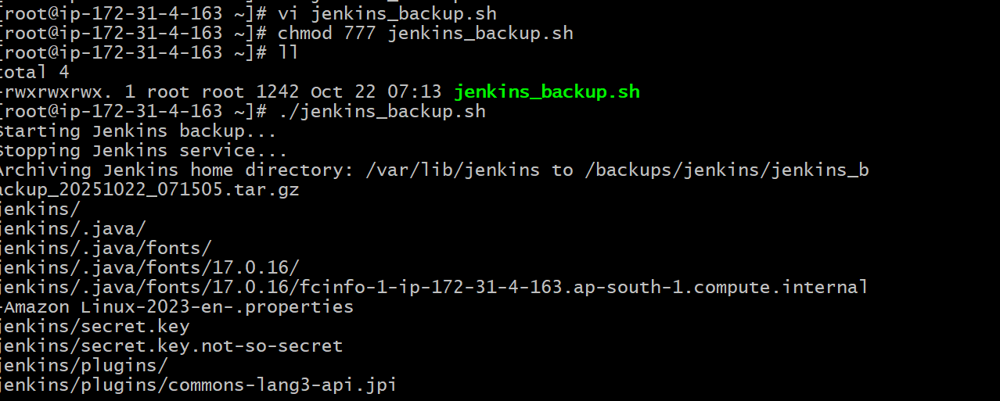 [root@ip-172-31-4-163 ~]# vi jenkins_backup.sh
[root@ip-172-31-4-163 ~]# chmod 777 jenkins_backup.sh
[root@ip-172-31-4-163 ~]# ll
total 4
-rwxrwxrwx. 1 root root 1242 Oct 22 07:13 jenkins_backup.sh
[root@ip-172-31-4-163 ~]# ./jenkins_backup.sh
Starting Jenkins backup...
Stopping Jenkins service...
Archiving Jenkins home directory: /var/lib/jenkins to /backups/jenkins/jenkins_b
ackup_20251022_071505.tar.gz
jenkins/
jenkins/.java/
jenkins/.java/fonts/
jenkins/.java/fonts/17.0.16/
jenkins/.java/fonts/17.0.16/fcinfo-1-ip-172-31-4-163.ap-south-1.compute.internal
-Amazon Linux-2023-en-.properties
jenkins/secret.key
jenkins/secret.key.not-so-secret
jenkins/plugins/
jenkins/plugins/commons-lang3-api.jpi